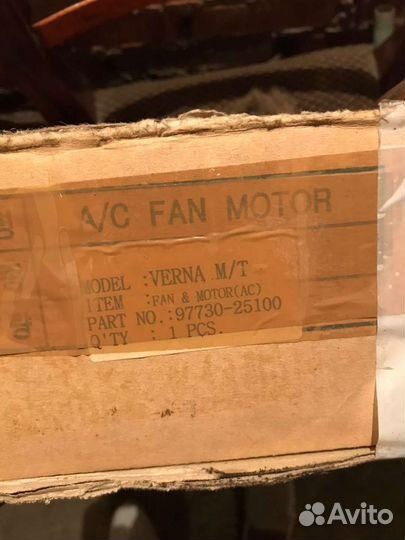 A/C FAN MOTOR
MODEL :VERNA M/T
ITEM :FAN & MOTOR(AC)
PART NO.:97730-25100
Q'TY : 1 PCS.
Avito